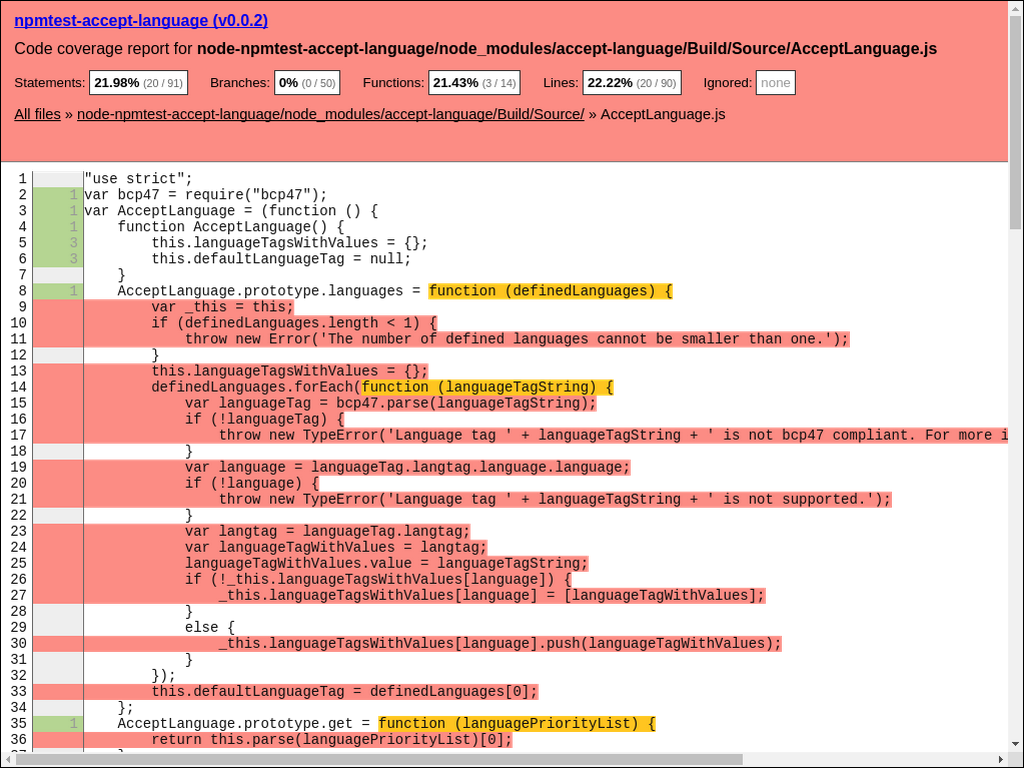 npmtest-accept-language (v0.0.2)
Code coverage report for node-npmtest-accept-language/node_modules/accept-language/Build/Source/AcceptLanguage.js
Statements: 21.98% (20 / 91) Branches: 0% (0 / 50) Functions: 21.43% (3 / 14) Lines: 22.22% (20 / 90) Ignored: none
All files » node-npmtest-accept-language/node_modules/accept-language/Build/Source/ » AcceptLanguage.js
1 "use strict";
2 1 var bcp47 = require("bcp47");
3 1 var AcceptLanguage = (function () {
4 1 function AcceptLanguage() {
5 3 this.languageTagsWithValues = {};
6 3 this.defaultLanguageTag = null;
7 }
8 1 AcceptLanguage.prototype.languages = function (definedLanguages) {
9 var _this = this;
10 if (definedLanguages.length < 1) {
11 throw new Error('The number of defined languages cannot be smaller than one.');
12 }
13 this.languageTagsWithValues = {};
14 definedLanguages.forEach(function (languageTagString) {
15 var languageTag = bcp47.parse(languageTagString);
16 if (!languageTag) {
17 throw new TypeError('Language tag ' + languageTagString + ' is not bcp47 compliant. For more i
18 }
19 var language = languageTag.langtag.language.language;
20 if (!language) {
21 throw new TypeError('Language tag ' + languageTagString + ' is not supported.');
22 }
23 var langtag = languageTag.langtag;
24 var languageTagWithValues = langtag;
25 languageTagWithValues.value = languageTagString;
26 if (!_this.languageTagsWithValues[language]) {
27 _this.languageTagsWithValues[language] = [languageTagWithValues];
28 }
29 else {
30 _this.languageTagsWithValues[language].push(languageTagWithValues);
31 }
32 });
33 this.defaultLanguageTag = definedLanguages[0];
34 };
35 1 AcceptLanguage.prototype.get = function (languagePriorityList) {
36 return this.parse(languagePriorityList)[0];